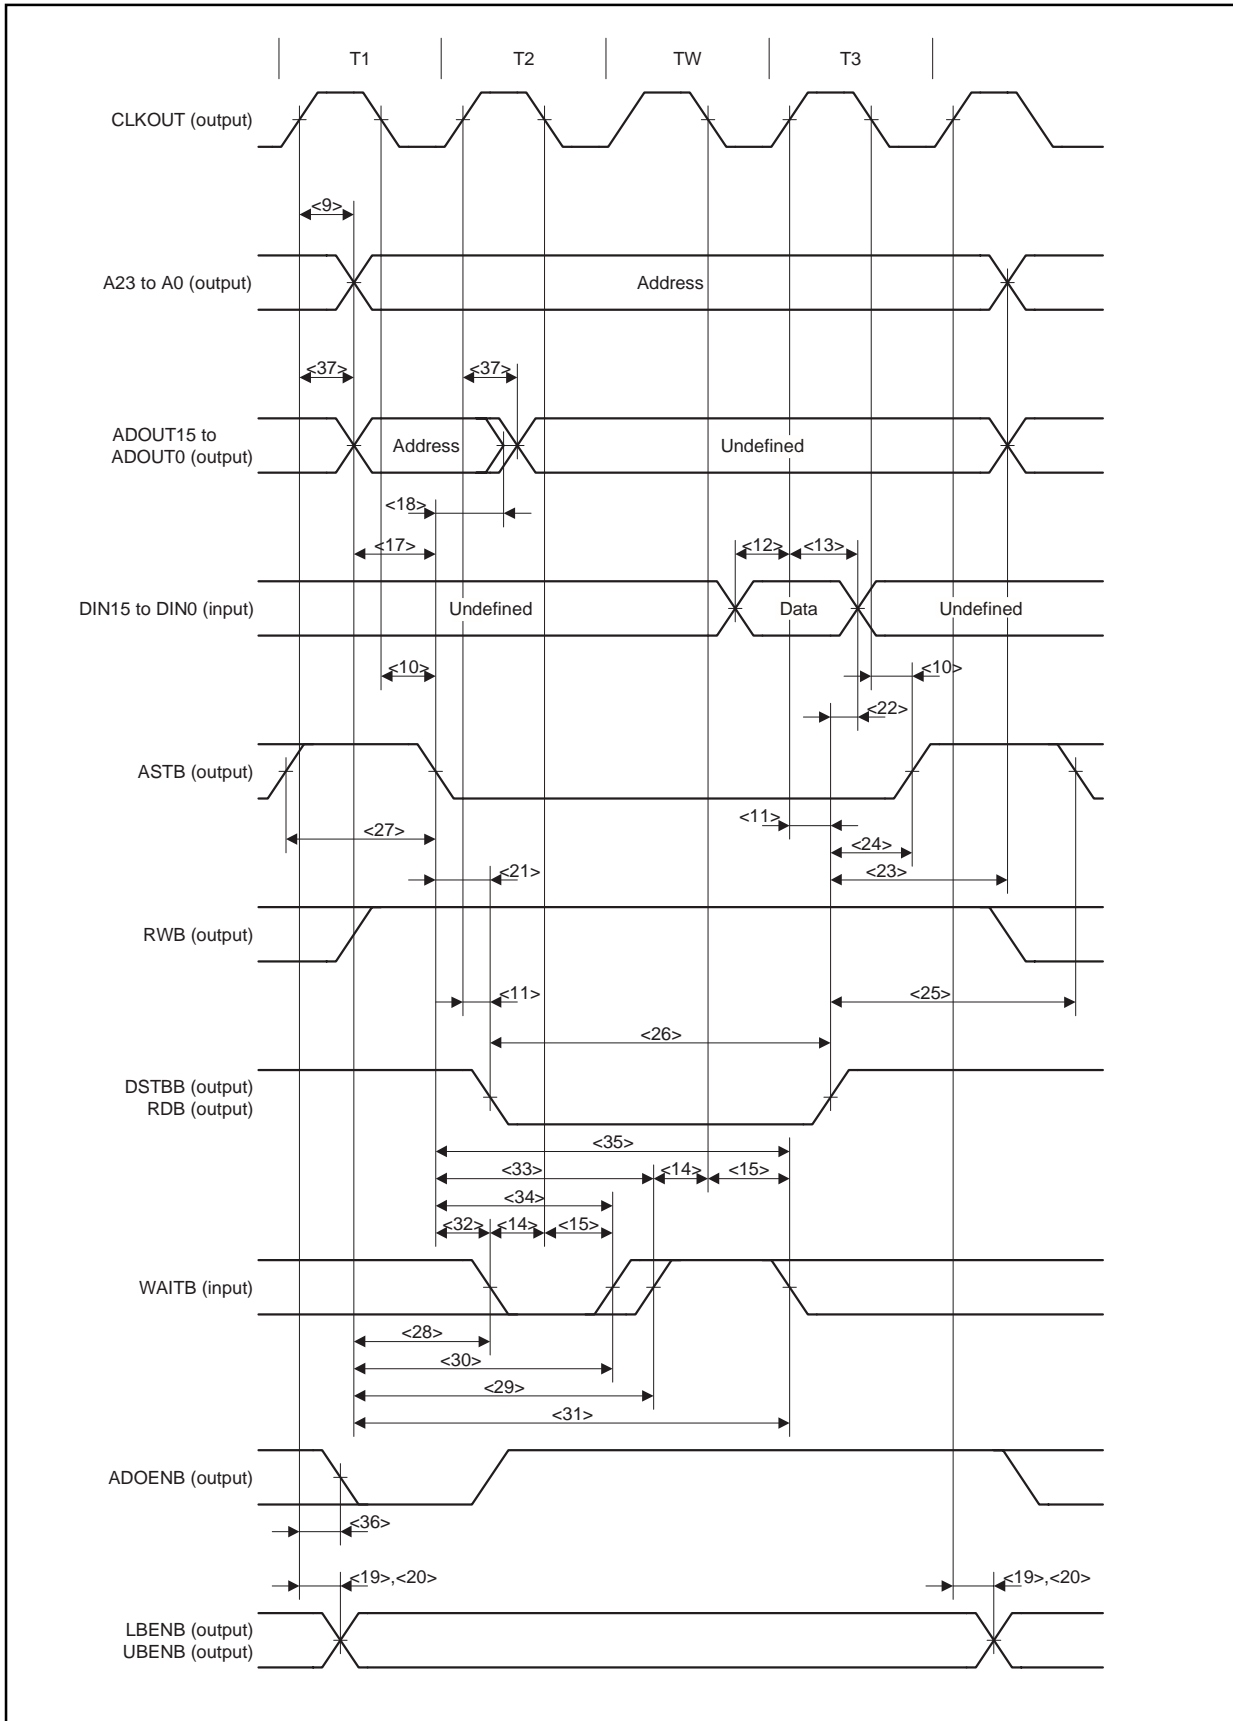 T1 T2 TW T3
CLKOUT (output)
<9>
A23 to A0 (output) Address
<37> <37>
ADOUT15 to
ADOUT0 (output) Address Undefined
<18>
<17> <12> <13>
DIN15 to DIN0 (input) Undefined Data Undefined
<10> <10>
<22>
ASTB (output)
<11>
<27> <24>
<21> <23>
RWB (output)
<11> <25>
<26>
DSTBB (output)
RDB (output)
<35>
<33> <14> <15>
<34>
<32> <14> <15>
WAITB (input)
<28>
<30>
<29>
<31>
ADOENB (output)
<36>
<19>,<20> <19>,<20>
LBENB (output)
UBENB (output)